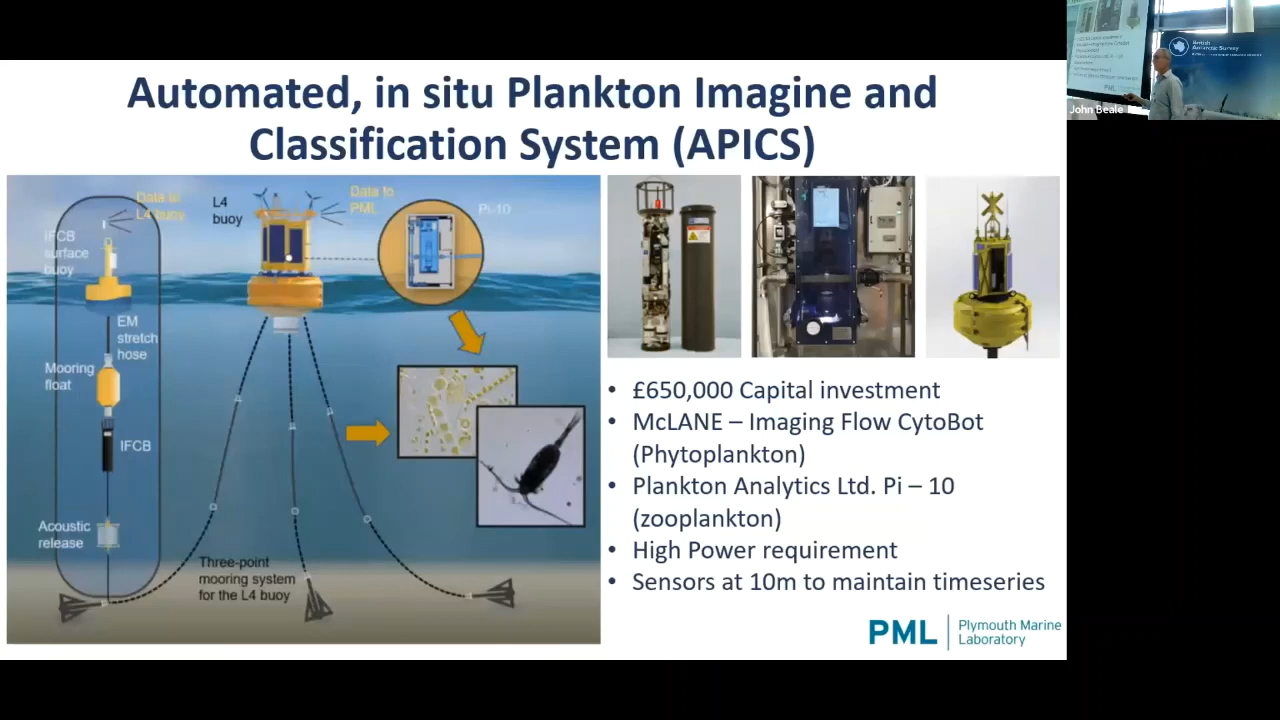 Automated, in situ Plankton Imagine and
Classification System (APICS)
Data to
L4 buoy
L4
buoy
Data to
PML
Pi-10
IFCB
surface
buoy
EM
stretch
hose
Mooring
float
IFCB
Acoustic
release
Three-point
mooring system
for the L4 buoy
• £650,000 Capital investment
• McLANE – Imaging Flow CytoBot
(Phytoplankton)
• Plankton Analytics Ltd. Pi – 10
(zooplankton)
• High Power requirement
• Sensors at 10m to maintain timeseries
PML
Plymouth Marine
Laboratory
British
Antarctic Survey
PML
John Beale